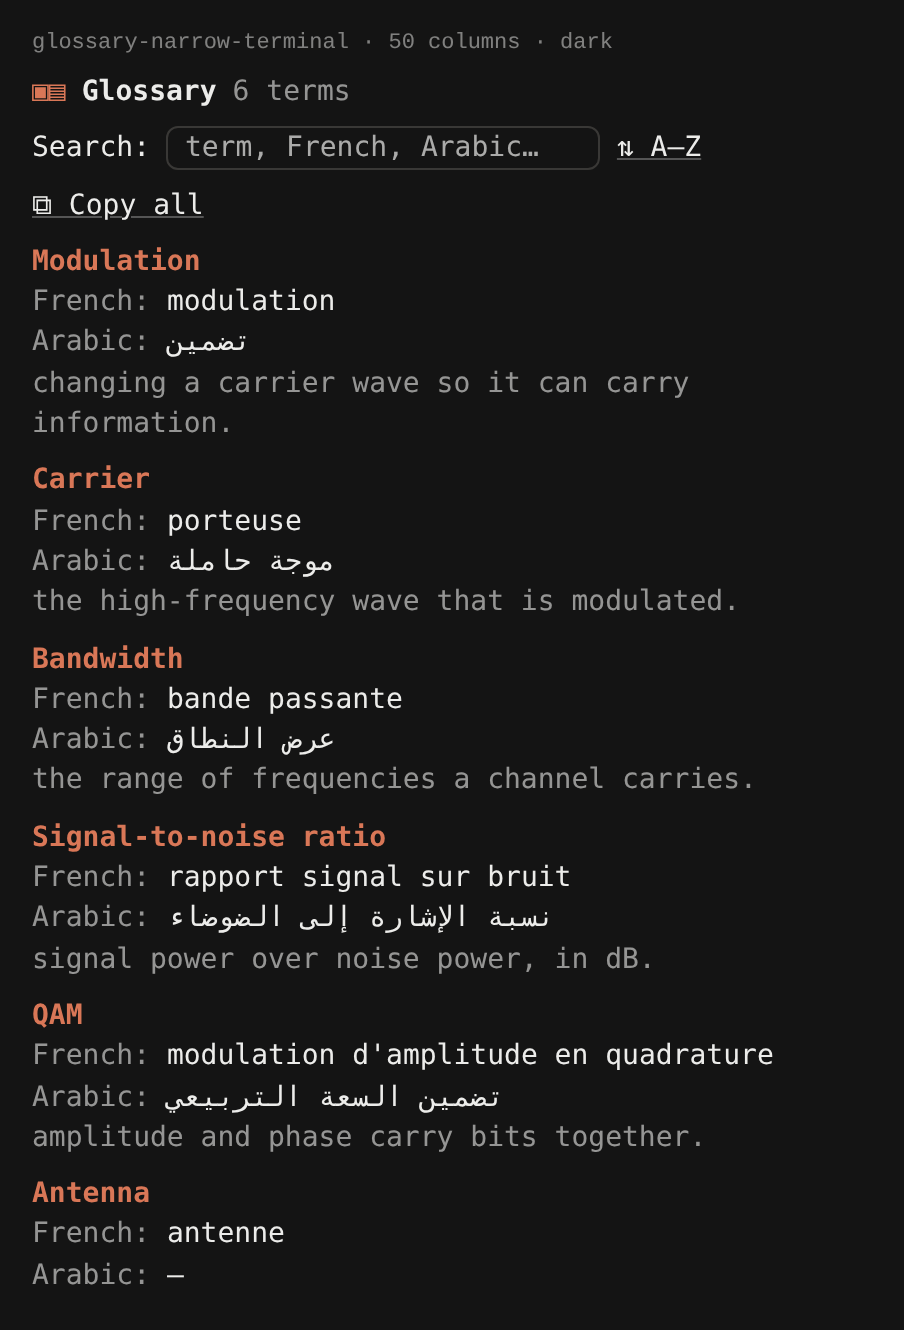 glossary-narrow-terminal · 50 columns · dark
▣▤ Glossary 6 terms
Search: term, French, Arabic… ⇅ A–Z
⧉ Copy all
Modulation
French: modulation
Arabic: تضمين
changing a carrier wave so it can carry
information.
Carrier
French: porteuse
Arabic: موجة حاملة
the high-frequency wave that is modulated.
Bandwidth
French: bande passante
Arabic: عرض النطاق
the range of frequencies a channel carries.
Signal-to-noise ratio
French: rapport signal sur bruit
Arabic: نسبة الإشارة إلى الضوضاء
signal power over noise power, in dB.
QAM
French: modulation d'amplitude en quadrature
Arabic: تضمين السعة التربيعي
amplitude and phase carry bits together.
Antenna
French: antenne
Arabic: —